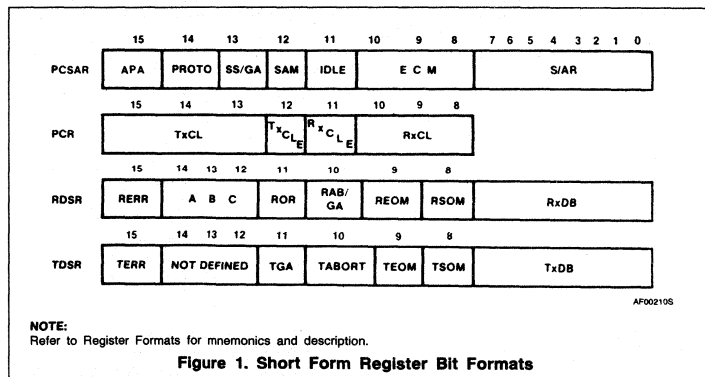 15 14 13 12 11 10 9 8 7 6 5 4 3 2 1 0
PCSAR APA PROTO SS/GA SAM IDLE E C M S/AR
15 14 13 12 11 10 9 8
PCR TxCL TxCLE RxCLE RxCL
15 14 13 12 11 10 9 8
RDSR RERR A B C ROR RAB/GA REOM RSOM RxDB
15 14 13 12 11 10 9 8
TDSR TERR NOT DEFINED TGA TABORT TEOM TSOM TxDB
AF00210S
NOTE:
Refer to Register Formats for mnemonics and description.
Figure 1. Short Form Register Bit Formats